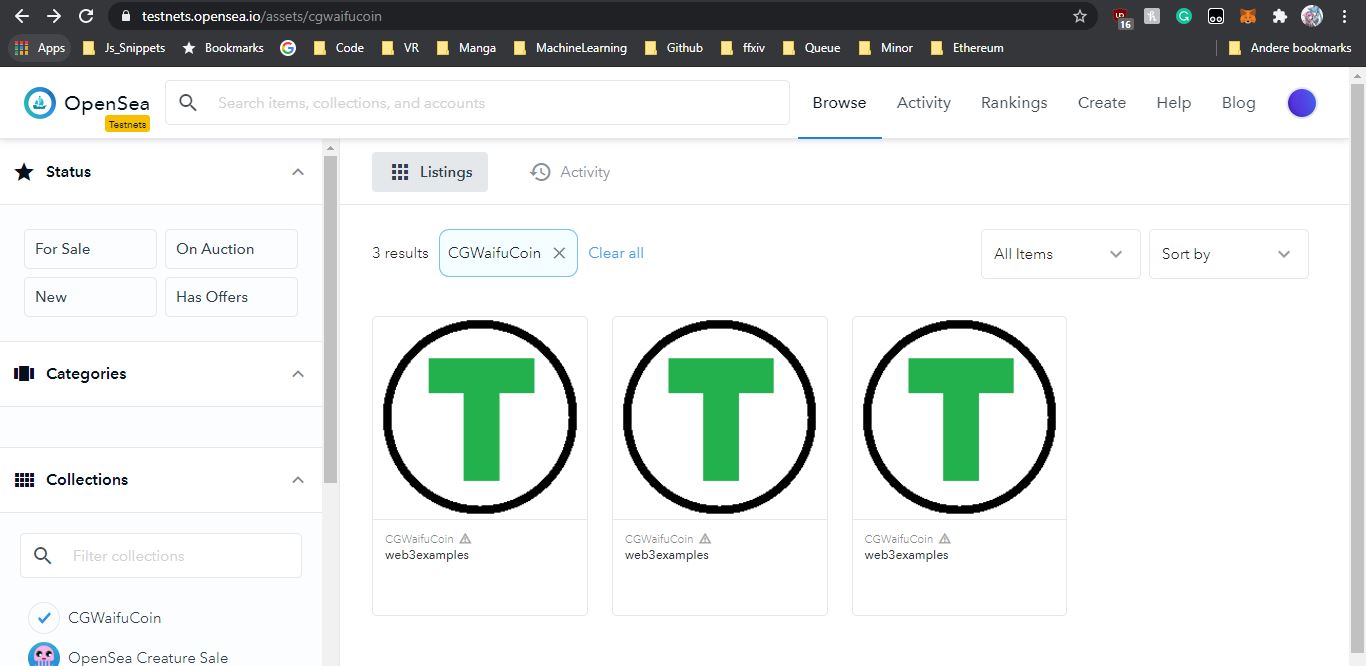 testnets.opensea.io/assets/cgwaifucoin
16
Apps Js_Snippets Bookmarks Code VR Manga MachineLearning Github ffxiv Queue Minor Ethereum Andere bookmarks
OpenSea
Testnets
Search items, collections, and accounts
Browse Activity Rankings Create Help Blog
Status
For Sale On Auction
New Has Offers
Categories
Collections
Filter collections
CGWaifuCoin
OpenSea Creature Sale
Listings Activity
3 results CGWaifuCoin Clear all All Items Sort by
T T T
CGWaifuCoin CGWaifuCoin CGWaifuCoin
web3examples web3examples web3examples